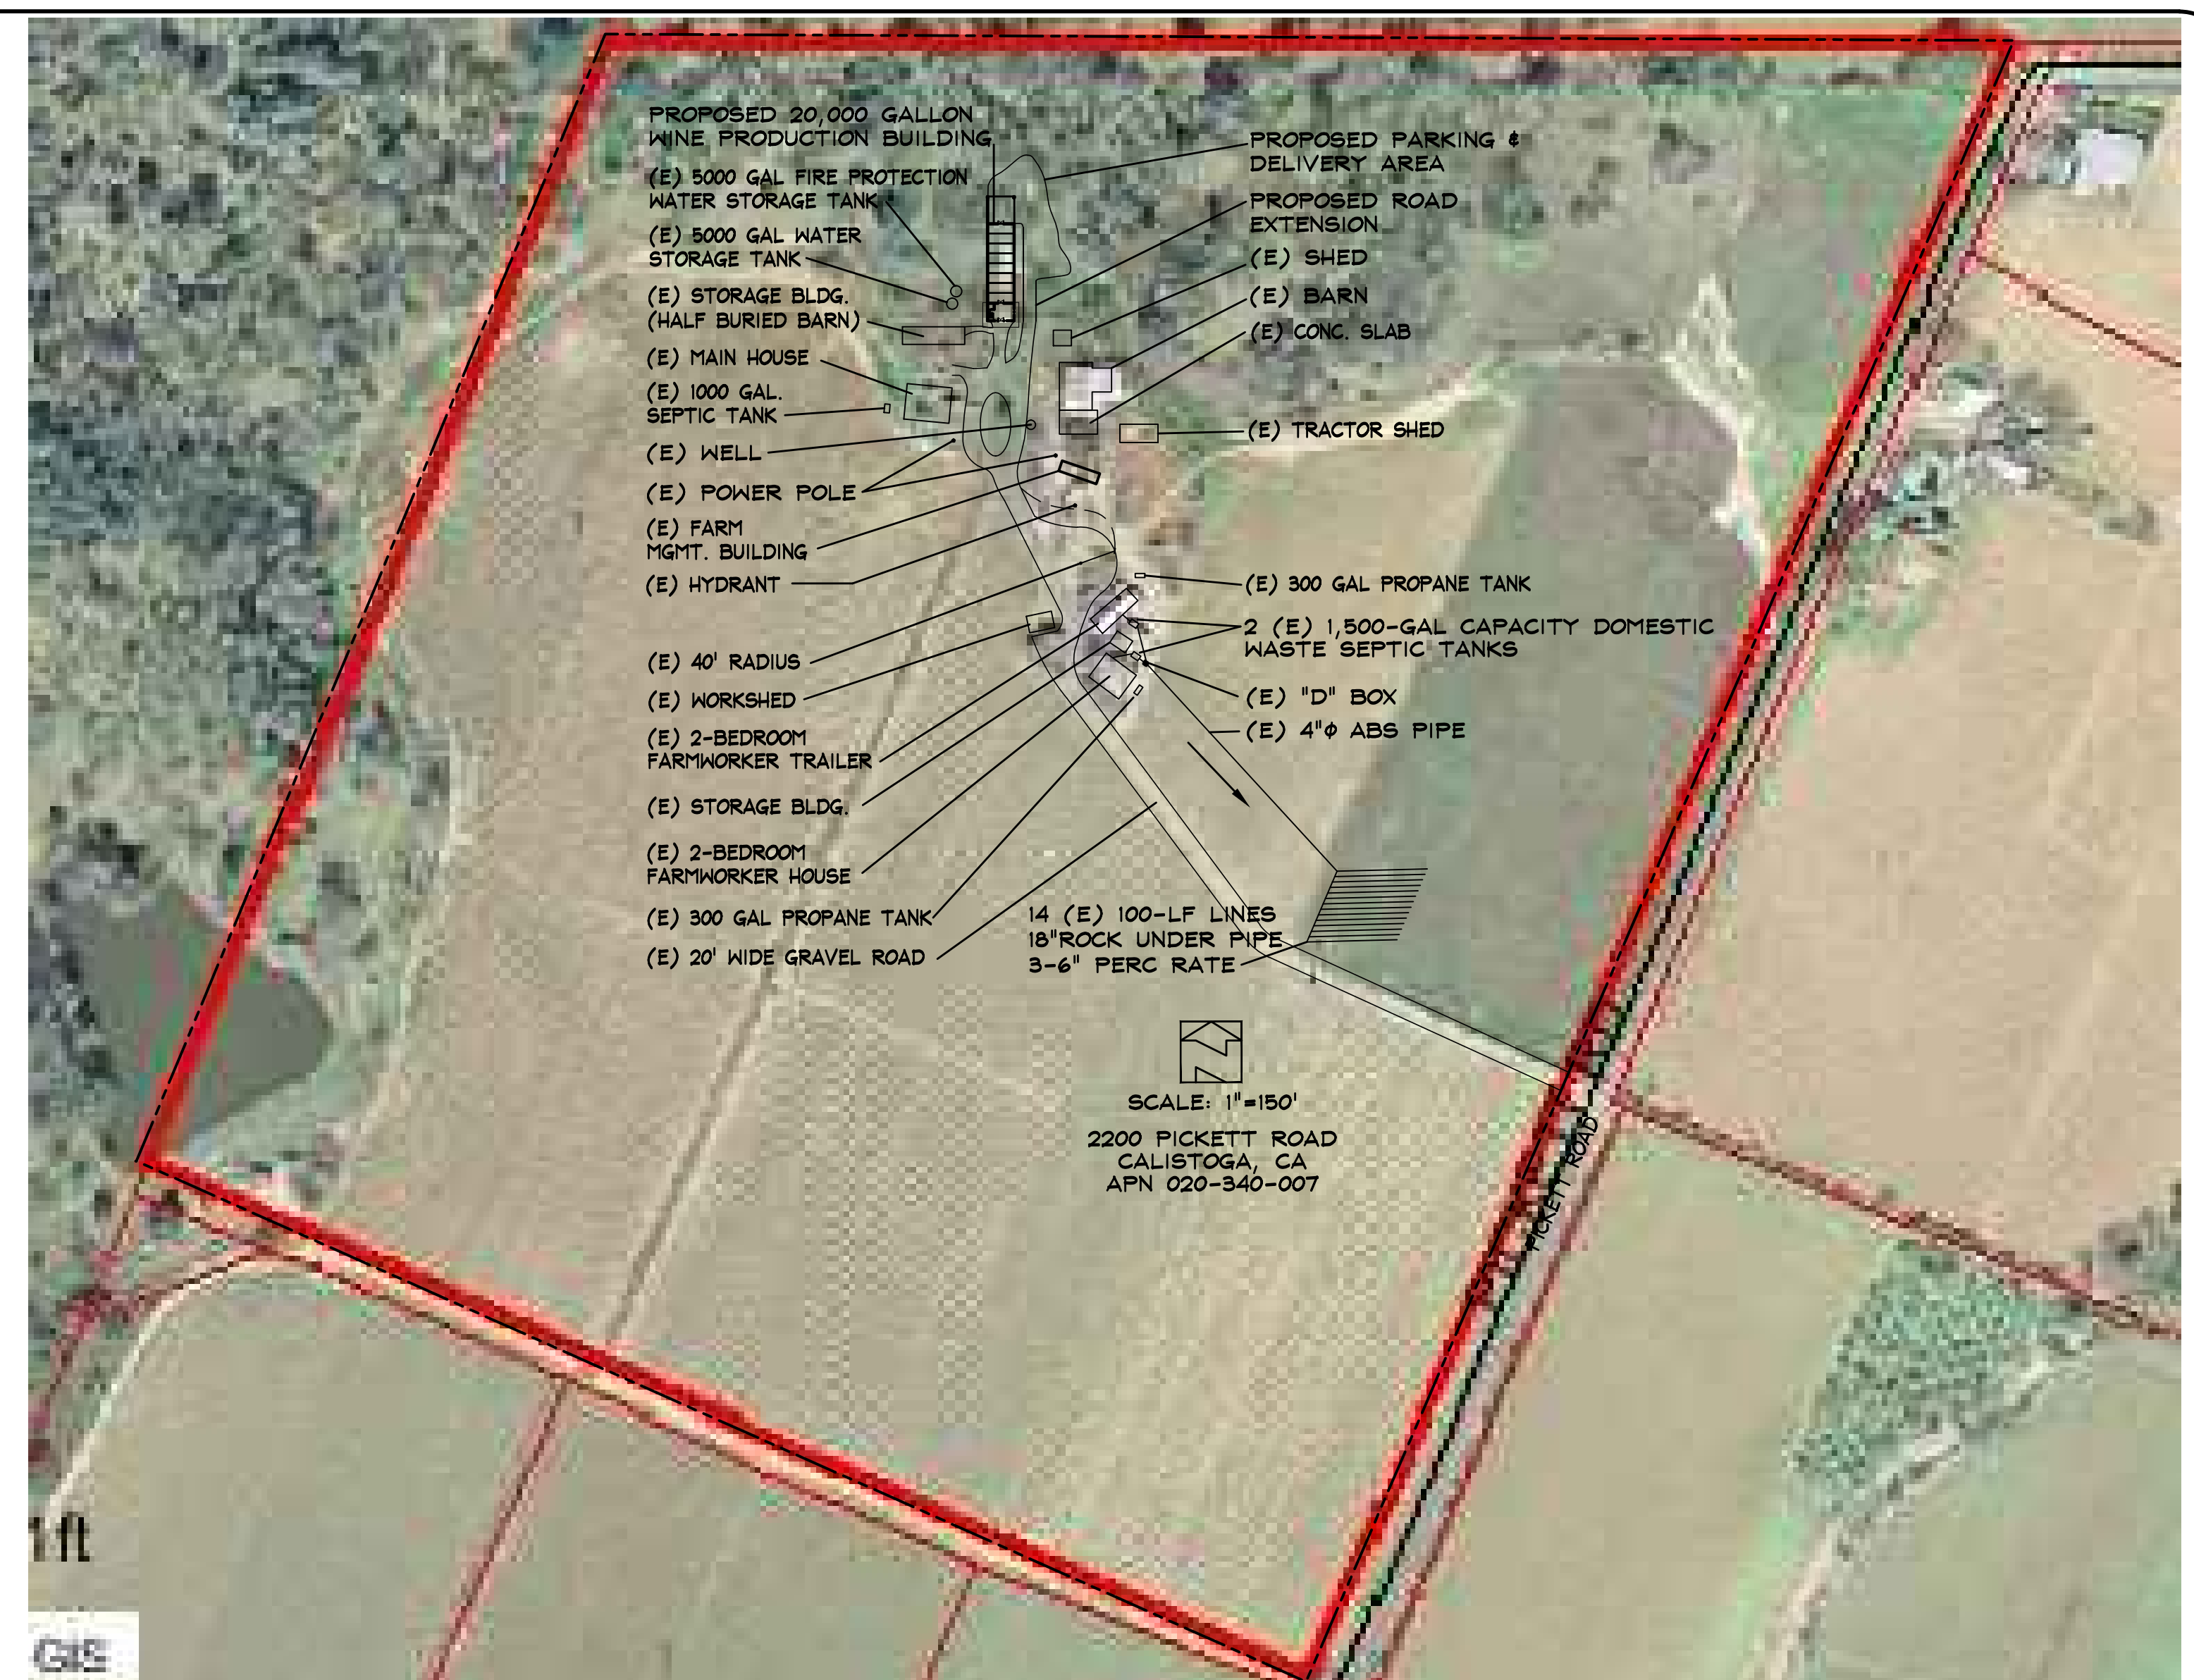 PROPOSED 20,000 GALLON
WINE PRODUCTION BUILDING
(E) 5000 GAL FIRE PROTECTION
WATER STORAGE TANK
(E) 5000 GAL WATER
STORAGE TANK
(E) STORAGE BLDG.
(HALF BURIED BARN)
(E) MAIN HOUSE
(E) 1000 GAL.
SEPTIC TANK
(E) WELL
(E) POWER POLE
(E) FARM
MGMT. BUILDING
(E) HYDRANT
(E) 40' RADIUS
(E) WORKSHED
(E) 2-BEDROOM
FARMWORKER TRAILER
(E) STORAGE BLDG.
(E) 2-BEDROOM
FARMWORKER HOUSE
(E) 300 GAL PROPANE TANK
(E) 20' WIDE GRAVEL ROAD
PROPOSED PARKING &
DELIVERY AREA
PROPOSED ROAD
EXTENSION
(E) SHED
(E) BARN
(E) CONC. SLAB
(E) TRACTOR SHED
(E) 300 GAL PROPANE TANK
2 (E) 1,500-GAL CAPACITY DOMESTIC
WASTE SEPTIC TANKS
(E) "D" BOX
(E) 4"Φ ABS PIPE
14 (E) 100-LF LINES
18"ROCK UNDER PIPE
3-6" PERC RATE
N
SCALE: 1"=150'
2200 PICKETT ROAD
CALISTOGA, CA
APN 020-340-007
PICKETT ROAD
1ft
GIS